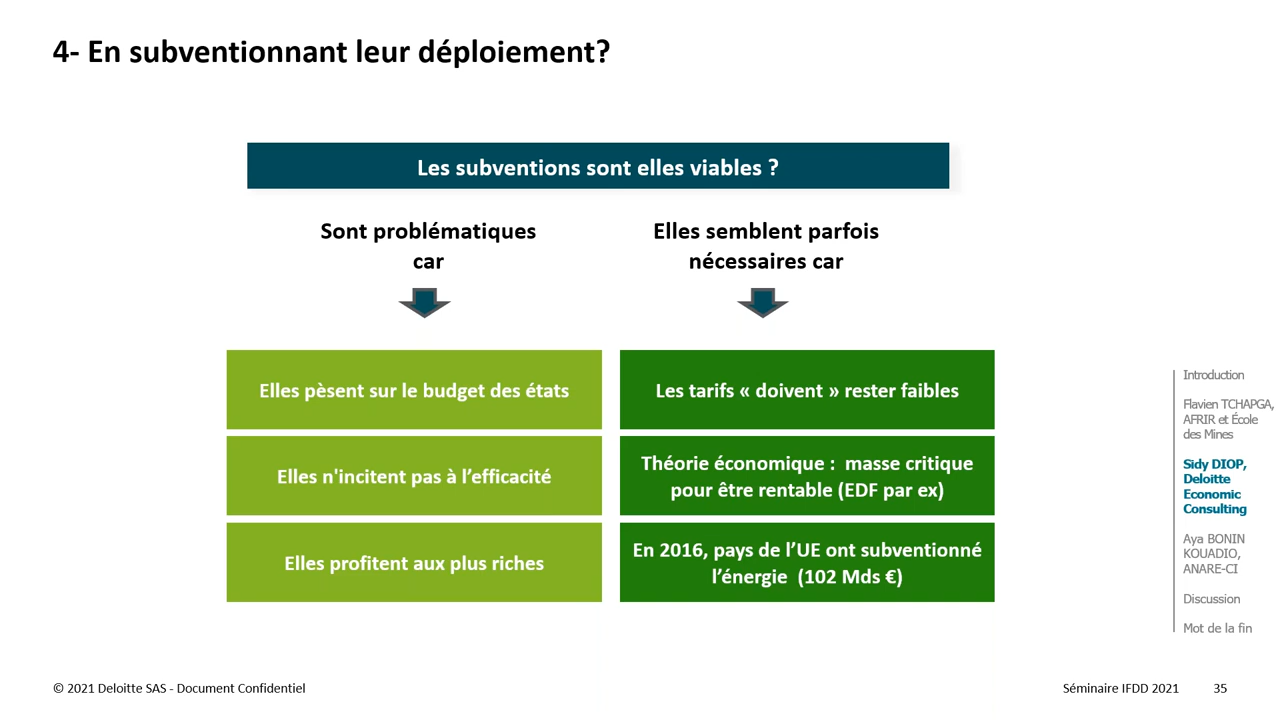 4- En subventionnant leur déploiement?
Les subventions sont elles viables ?
Sont problématiques
car
Elles semblent parfois
nécessaires car
Elles pèsent sur le budget des états
Les tarifs « doivent » rester faibles
Elles n'incitent pas à l’efficacité
Théorie économique : masse critique
pour être rentable (EDF par ex)
Elles profitent aux plus riches
En 2016, pays de l’UE ont subventionné
l’énergie (102 Mds €)
Introduction
Flavien TCHAPGA,
AFRIR et École
des Mines
Sidy DIOP,
Deloitte
Economic
Consulting
Aya BONIN
KOUADIO,
ANARE-CI
Discussion
Mot de la fin
© 2021 Deloitte SAS - Document Confidentiel
Séminaire IFDD 2021
35